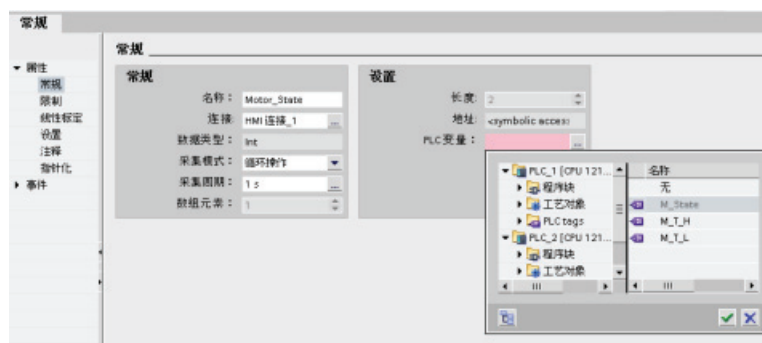 常规
常规
属性
常规
限制
线性标定
设置
注释
指针化
事件
常规
名称： Motor_State
连接: HMI 连接_1 ...
数据类型： Int
采集模式： 循环操作
采集周期： 1 s ...
数组元素： 1
设置
长度: 2
地址: <symbolic access
PLC变量： ...
PLC_1 [CPU 121...
程序块
工艺对象
PLC tags
PLC_2 [CPU 121...
程序块
工艺对象
名称
无
M_State
M_T_H
M_T_L